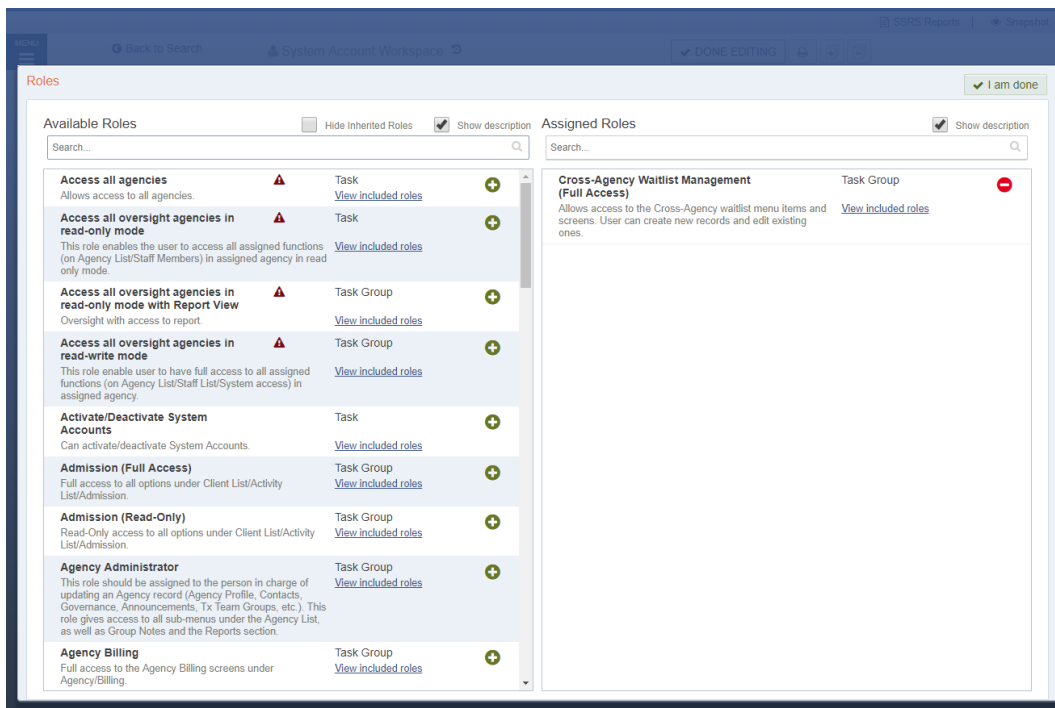 SSRS Reports
Snapshot
MENU
Back to Search
System Account Workspace
DONE EDITING
Roles
I am done
Available Roles
Hide Inherited Roles
Show description
Search...
Access all agencies
Task
Allows access to all agencies.
View included roles
Access all oversight agencies in
read-only mode
Task
This role enables the user to access all assigned functions
(on Agency List/Staff Members) in assigned agency in read
only mode.
View included roles
Access all oversight agencies in
read-only mode with Report View
Task Group
Oversight with access to report.
View included roles
Access all oversight agencies in
read-write mode
Task Group
This role enable user to have full access to all assigned
functions (on Agency List/Staff List/System access) in
assigned agency.
View included roles
Activate/Deactivate System
Accounts
Task
Can activate/deactivate System Accounts.
View included roles
Admission (Full Access)
Task Group
Full access to all options under Client List/Activity
List/Admission.
View included roles
Admission (Read-Only)
Task Group
Read-Only access to all options under Client List/Activity
List/Admission.
View included roles
Agency Administrator
Task Group
This role should be assigned to the person in charge of
updating an Agency record (Agency Profile, Contacts,
Governance, Announcements, Tx Team Groups, etc.). This
role gives access to all sub-menus under the Agency List,
as well as Group Notes and the Reports section.
View included roles
Agency Billing
Task Group
Full access to the Agency Billing screens under
Agency/Billing.
View included roles
Assigned Roles
Show description
Search...
Cross-Agency Waitlist Management
(Full Access)
Task Group
Allows access to the Cross-Agency waitlist menu items and
screens. User can create new records and edit existing
ones.
View included roles